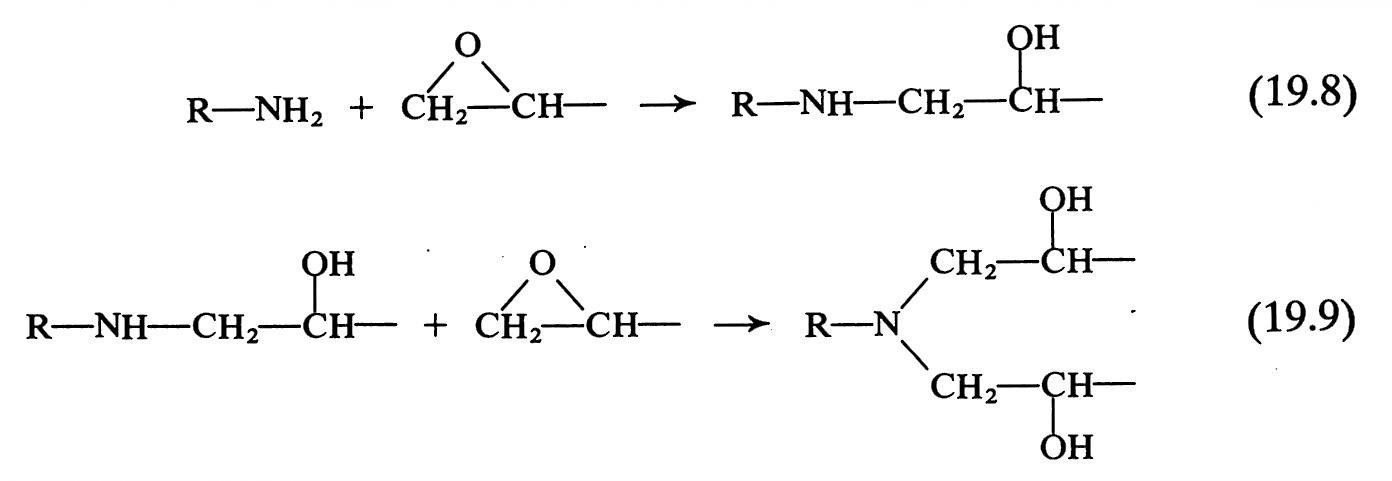 OH
O
R—NH₂ + CH₂—CH— → R—NH—CH₂—CH— (19.8)
OH
OH
O
CH₂—CH—
R—NH—CH₂—CH— + CH₂—CH— → R—N (19.9)
CH₂—CH—
OH